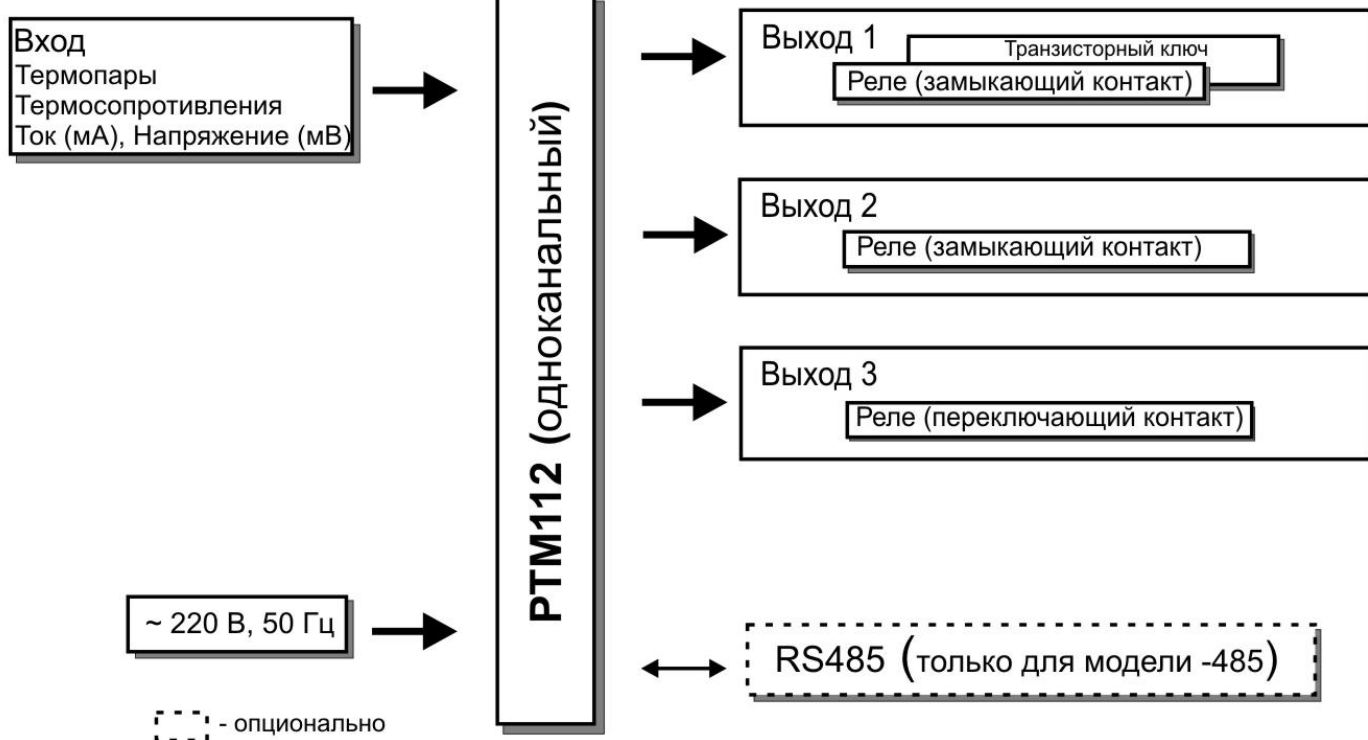 Вход
Термопары
Термосопротивления
Ток (мА), Напряжение (мВ)
~ 220 В, 50 Гц
- опционально
РТМ112 (одноканальный)
Выход 1
Транзисторный ключ
Реле (замыкающий контакт)
Выход 2
Реле (замыкающий контакт)
Выход 3
Реле (переключающий контакт)
RS485 (только для модели -485)